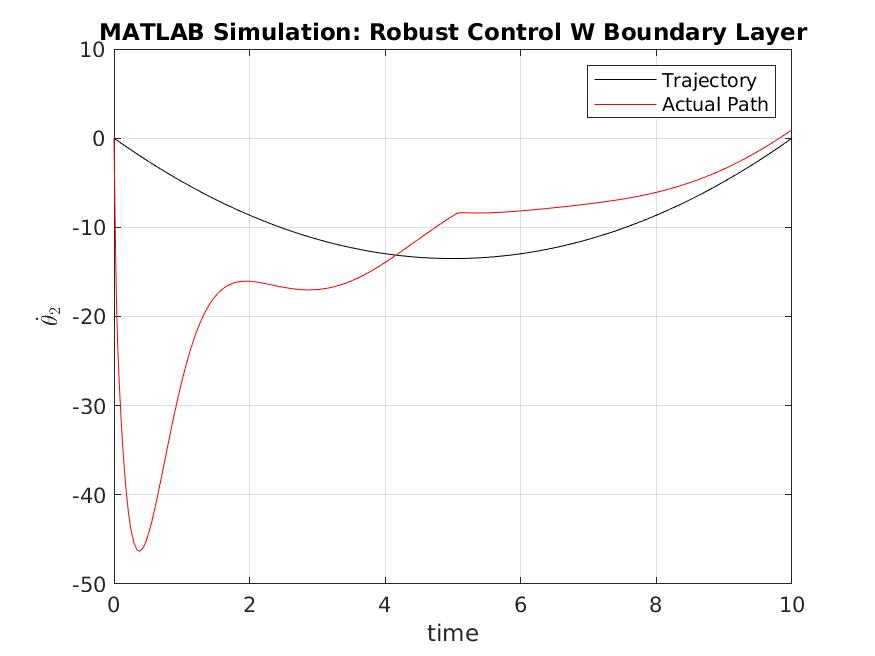 MATLAB Simulation: Robust Control W Boundary Layer
10
0
-10
-20
-30
-40
-50
θ̇₂
Trajectory
Actual Path
0 2 4 6 8 10
time